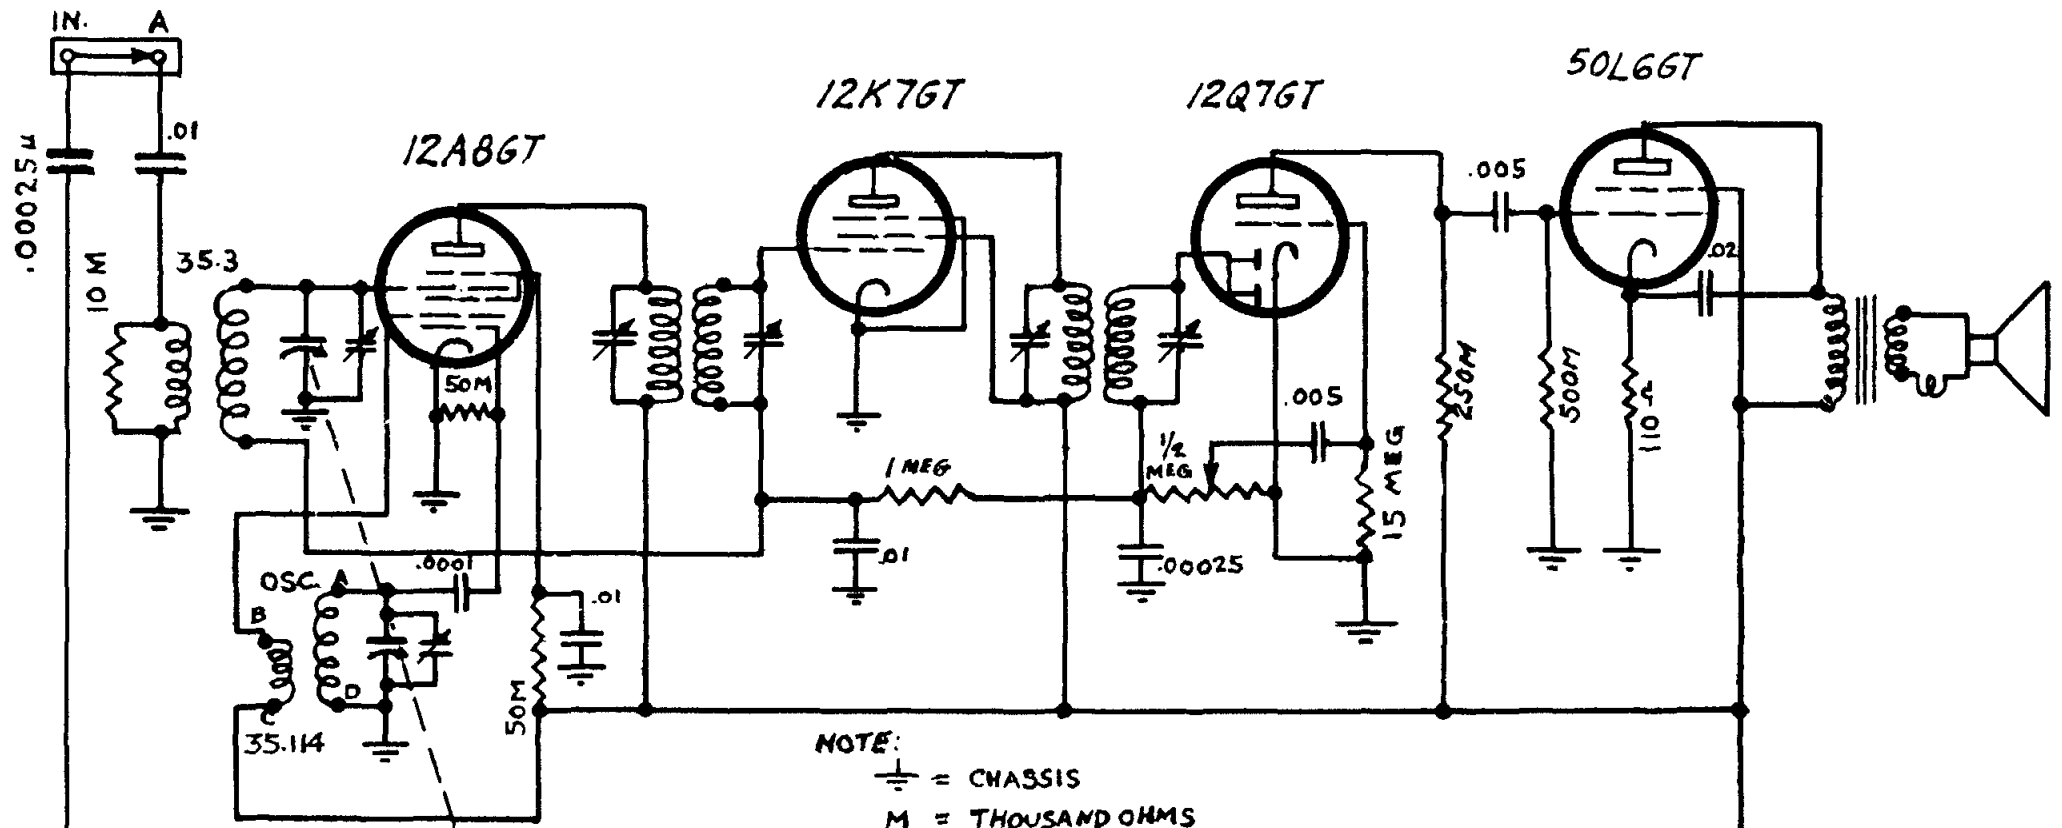 IN. A
.00025µ
.01
10 M
35.3
12A8GT
50M
12K7GT
12Q7GT
50L6GT
.005
.02
250M
500M
110
1 MEG
1/2 MEG
.005
15 MEG
.01
.00025
.0001
OSC. A
B
D
C
35.114
.01
50M
NOTE:
= CHASSIS
M = THOUSAND OHMS